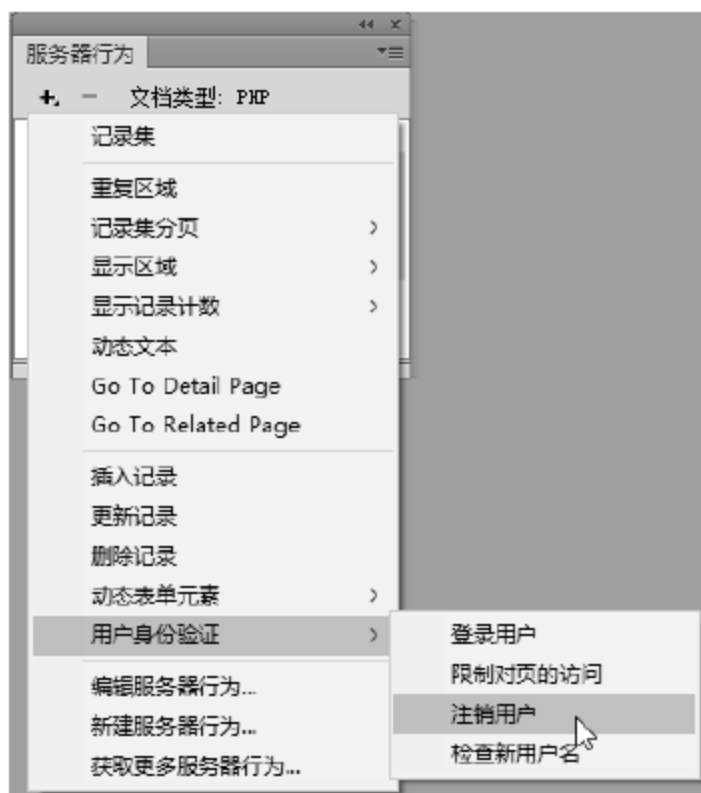 服务器行为
文档类型: PHP
记录集
重复区域
记录集分页
显示区域
显示记录计数
动态文本
Go To Detail Page
Go To Related Page
插入记录
更新记录
删除记录
动态表单元素
用户身份验证
登录用户
限制对页的访问
注销用户
检查新用户名
编辑服务器行为...
新建服务器行为...
获取更多服务器行为...